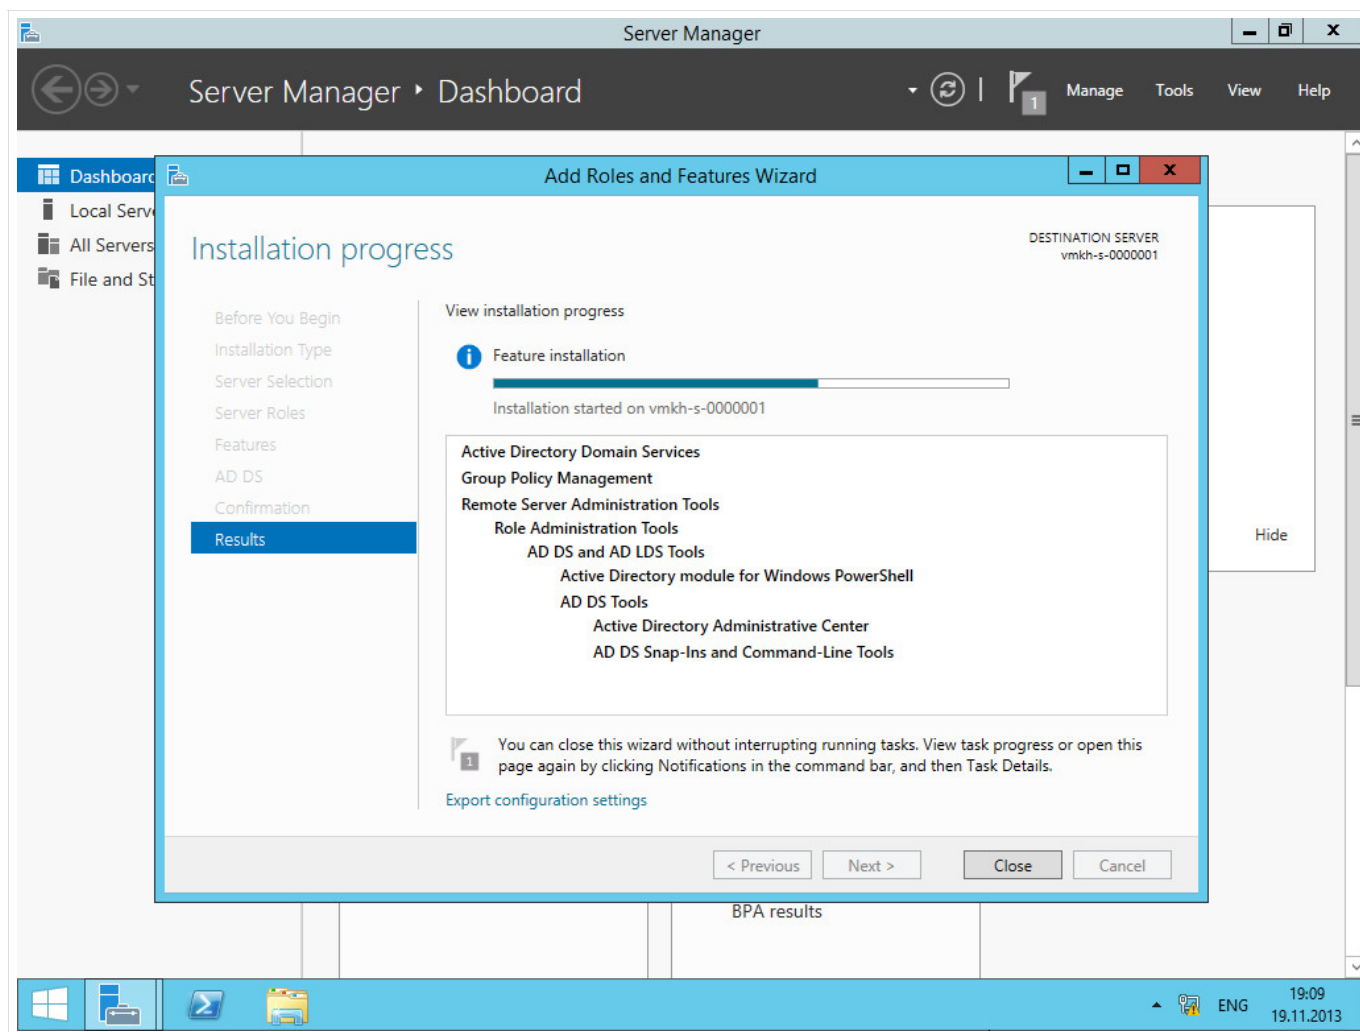 Server Manager
Server Manager • Dashboard
1
Manage Tools View Help
Dashboard
Local Serve
All Servers
File and St
Add Roles and Features Wizard
Installation progress
DESTINATION SERVER
vmkh-s-0000001
Before You Begin
Installation Type
Server Selection
Server Roles
Features
AD DS
Confirmation
Results
View installation progress
Feature installation
Installation started on vmkh-s-0000001
Active Directory Domain Services
Group Policy Management
Remote Server Administration Tools
Role Administration Tools
AD DS and AD LDS Tools
Active Directory module for Windows PowerShell
AD DS Tools
Active Directory Administrative Center
AD DS Snap-Ins and Command-Line Tools
1
You can close this wizard without interrupting running tasks. View task progress or open this
page again by clicking Notifications in the command bar, and then Task Details.
Export configuration settings
< Previous Next > Close Cancel
Hide
BPA results
ENG
19:09
19.11.2013